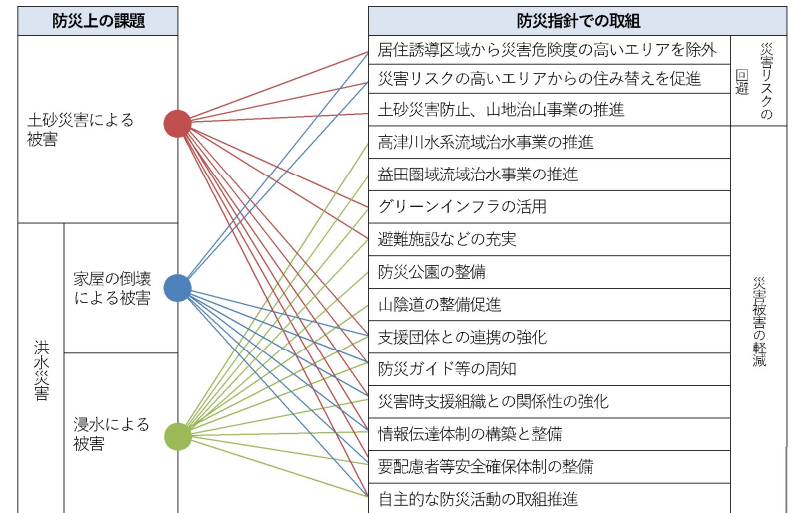 防災上の課題
防災指針での取組
土砂災害による
被害
洪水災害
家屋の倒壊
による被害
浸水による
被害
居住誘導区域から災害危険度の高いエリアを除外
災害リスクの高いエリアからの住み替えを促進
土砂災害防止、山地治山事業の推進
高津川水系流域治水事業の推進
益田圏域流域治水事業の推進
グリーンインフラの活用
避難施設などの充実
防災公園の整備
山陰道の整備促進
支援団体との連携の強化
防災ガイド等の周知
災害時支援組織との関係性の強化
情報伝達体制の構築と整備
要配慮者等安全確保体制の整備
自主的な防災活動の取組推進
災害リスクの
回避
災害被害の軽減